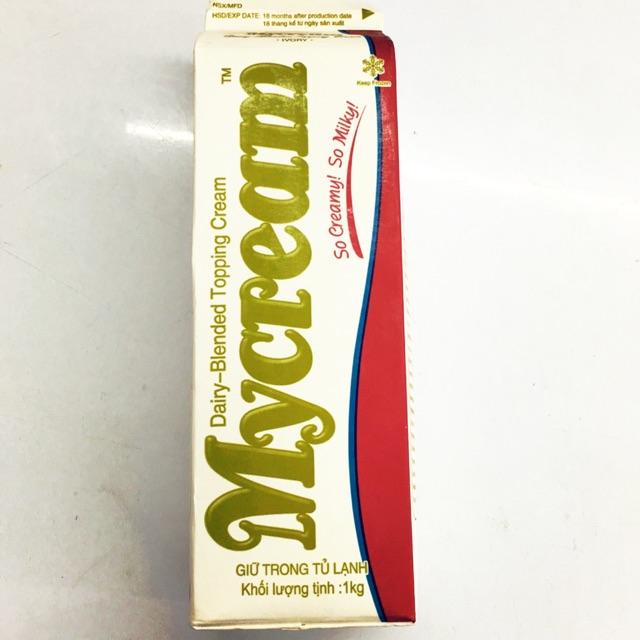 NSX/MFD
HSD/EXP DATE: 18 months after production date
18 tháng kể từ ngày sản xuất
- IVORY -
Keep Frozen
Mycream™
Dairy-Blended Topping Cream
So Creamy! So Milky!
GIỮ TRONG TỦ LẠNH
Khối lượng tịnh :1kg